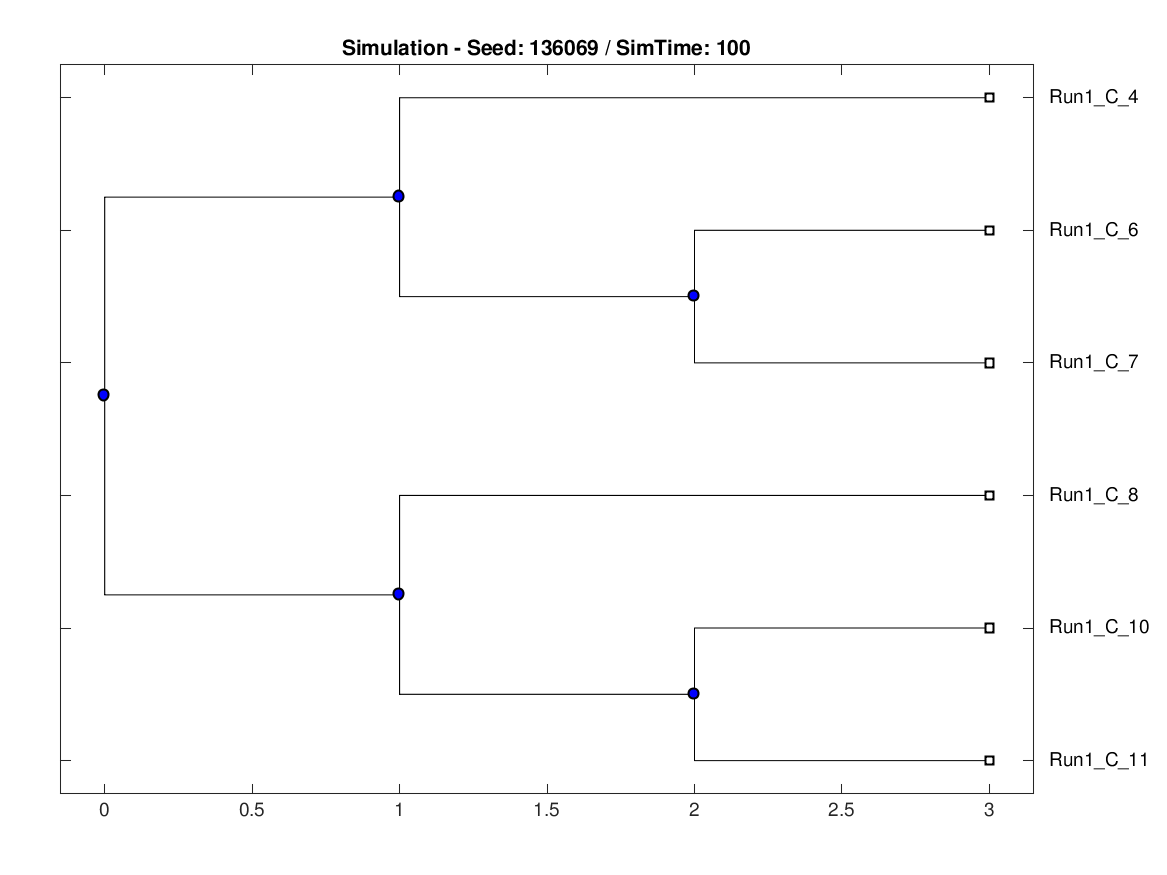 Simulation - Seed: 136069 / SimTime: 100
Run1_C_4
Run1_C_6
Run1_C_7
Run1_C_8
Run1_C_10
Run1_C_11
0 0.5 1 1.5 2 2.5 3